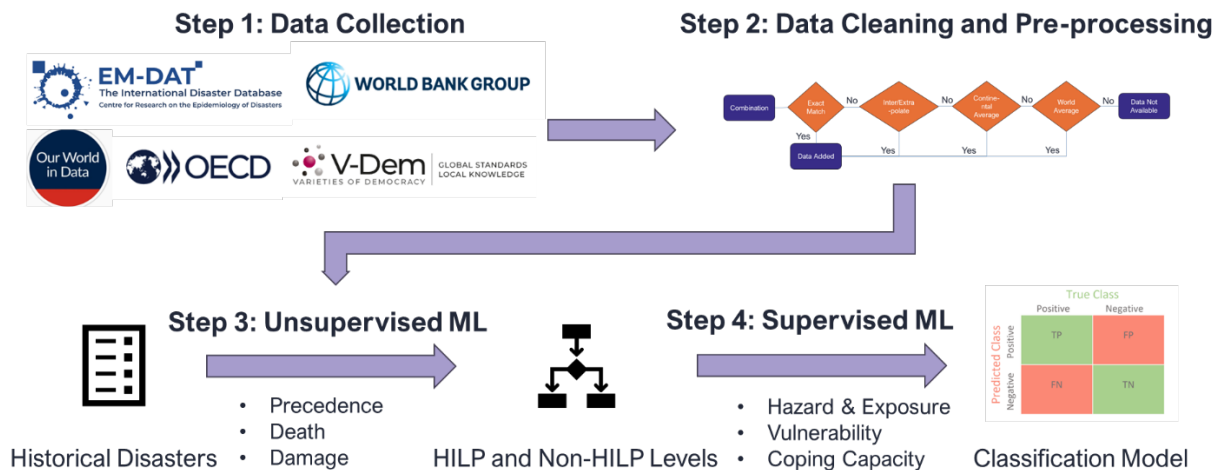 Step 1: Data Collection
EM-DAT
The International Disaster Database
Centre for Research on the Epidemiology of Disasters
WORLD BANK GROUP
Our World
in Data
OECD
V-Dem
VARIETIES OF DEMOCRACY
GLOBAL STANDARDS
LOCAL KNOWLEDGE
Step 2: Data Cleaning and Pre-processing
Combination
Exact
Match
No
Inter/Extra
-polate
No
Contine-
ntal
Average
No
World
Average
No
Data Not
Available
Yes
Data Added
Yes
Yes
Yes
Step 3: Unsupervised ML
• Precedence
• Death
• Damage
Historical Disasters
HILP and Non-HILP Levels
Step 4: Supervised ML
• Hazard & Exposure
• Vulnerability
• Coping Capacity
True Class
Positive
Negative
Predicted Class
Positive
Negative
TP
FP
FN
TN
Classification Model